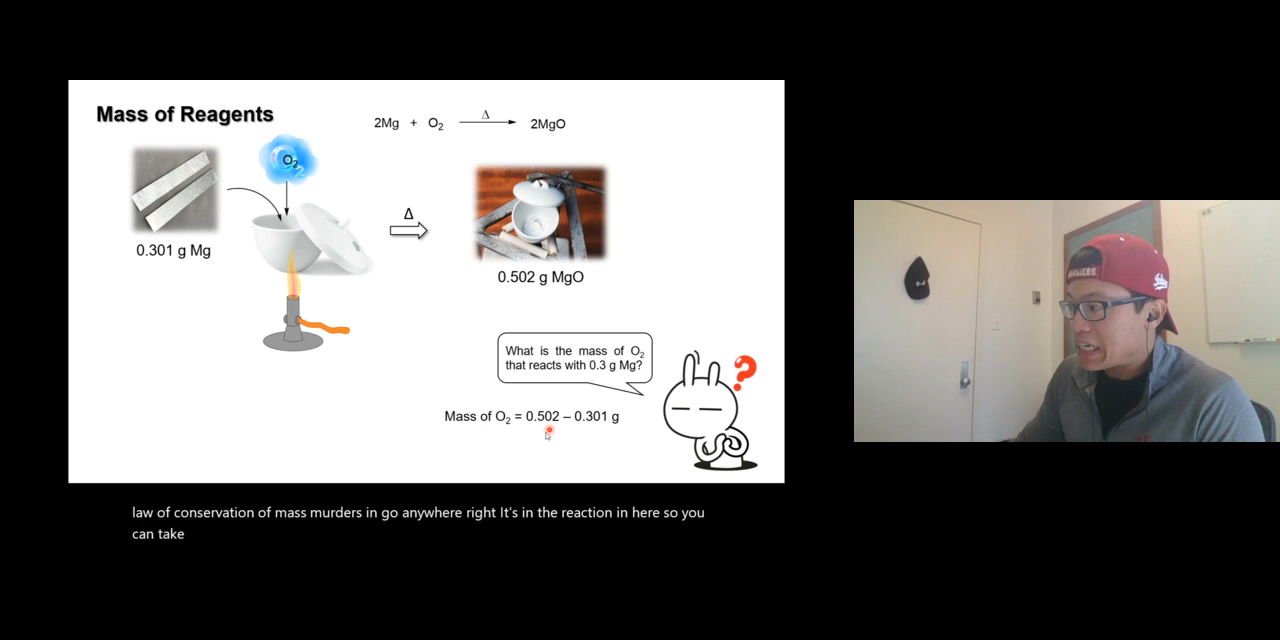 Mass of Reagents
2Mg + O₂ Δ 2MgO
O₂
0.301 g Mg
Δ
0.502 g MgO
What is the mass of O₂
that reacts with 0.3 g Mg?
?
Mass of O₂ = 0.502 – 0.301 g
law of conservation of mass murders in go anywhere right It's in the reaction in here so you
can take